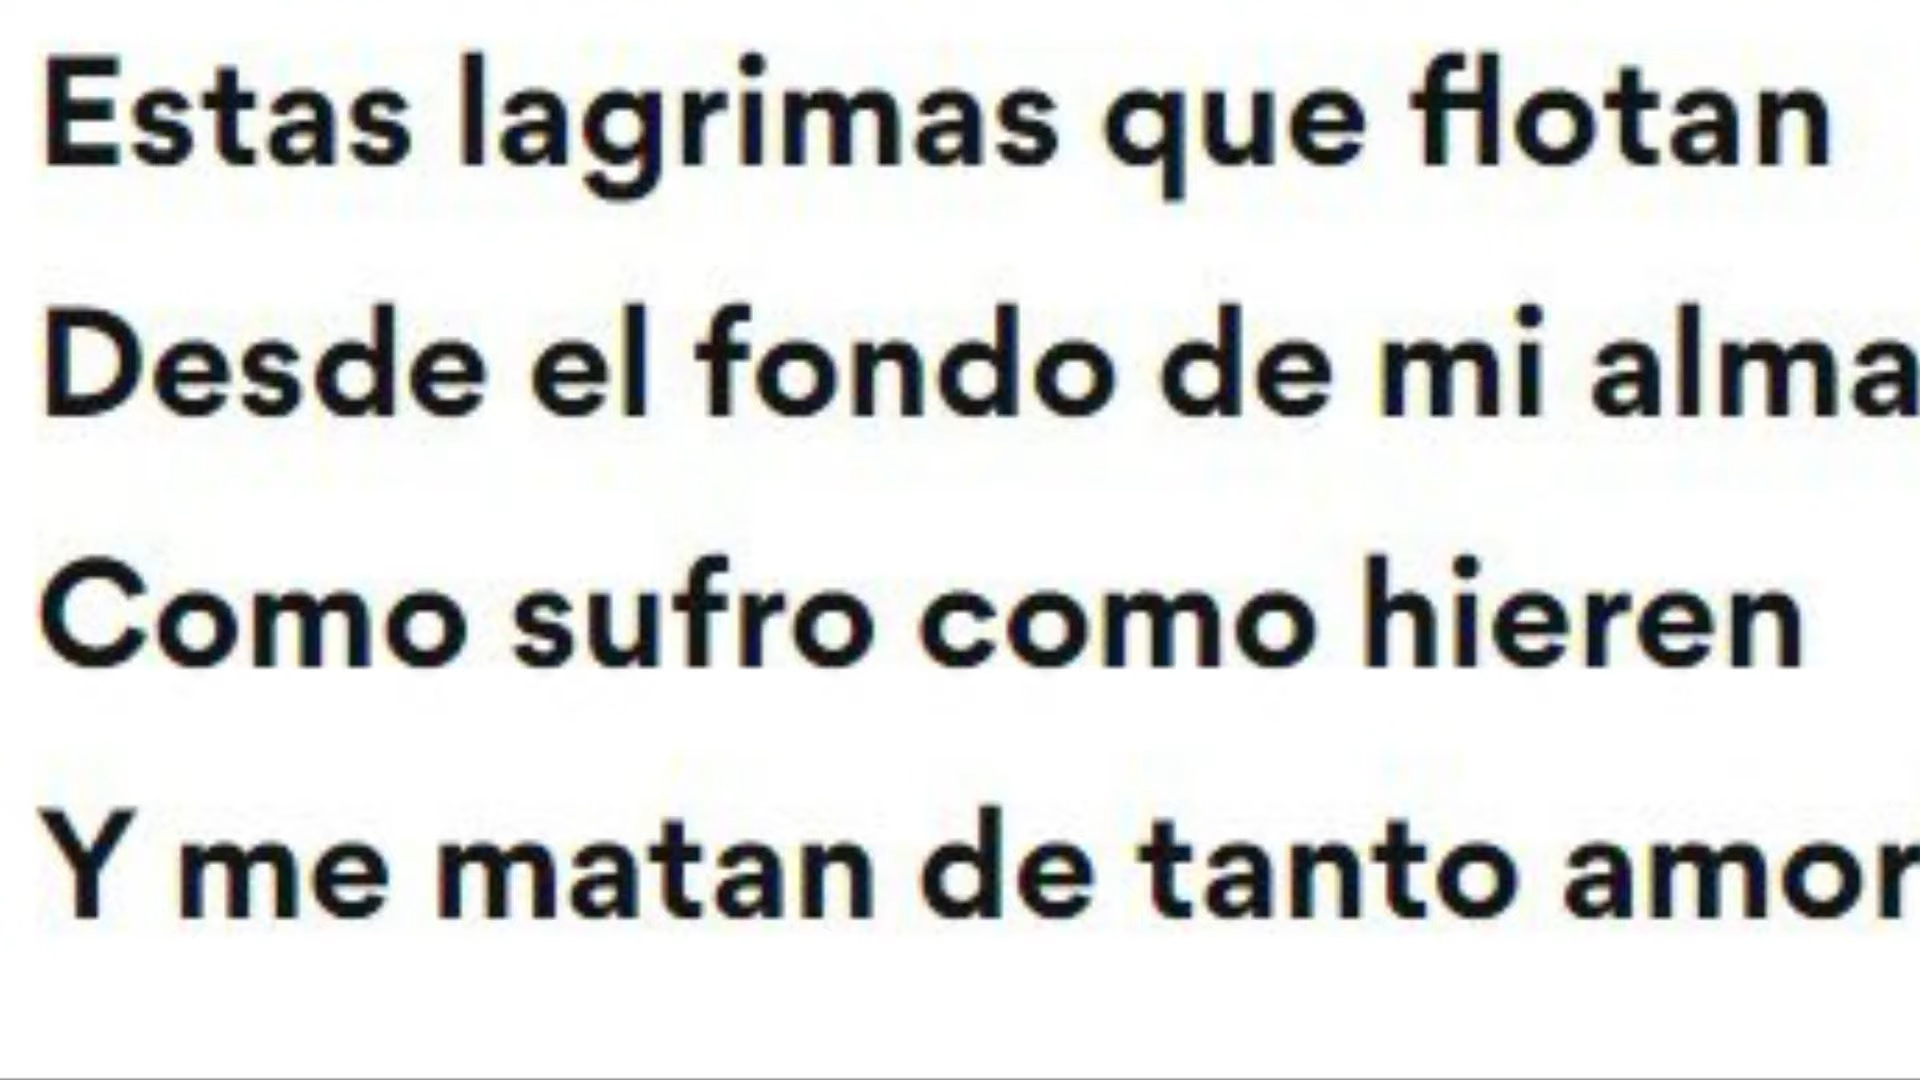 Estas lagrimas que flotan
Desde el fondo de mi alma
Como sufro como hieren
Y me matan de tanto amor